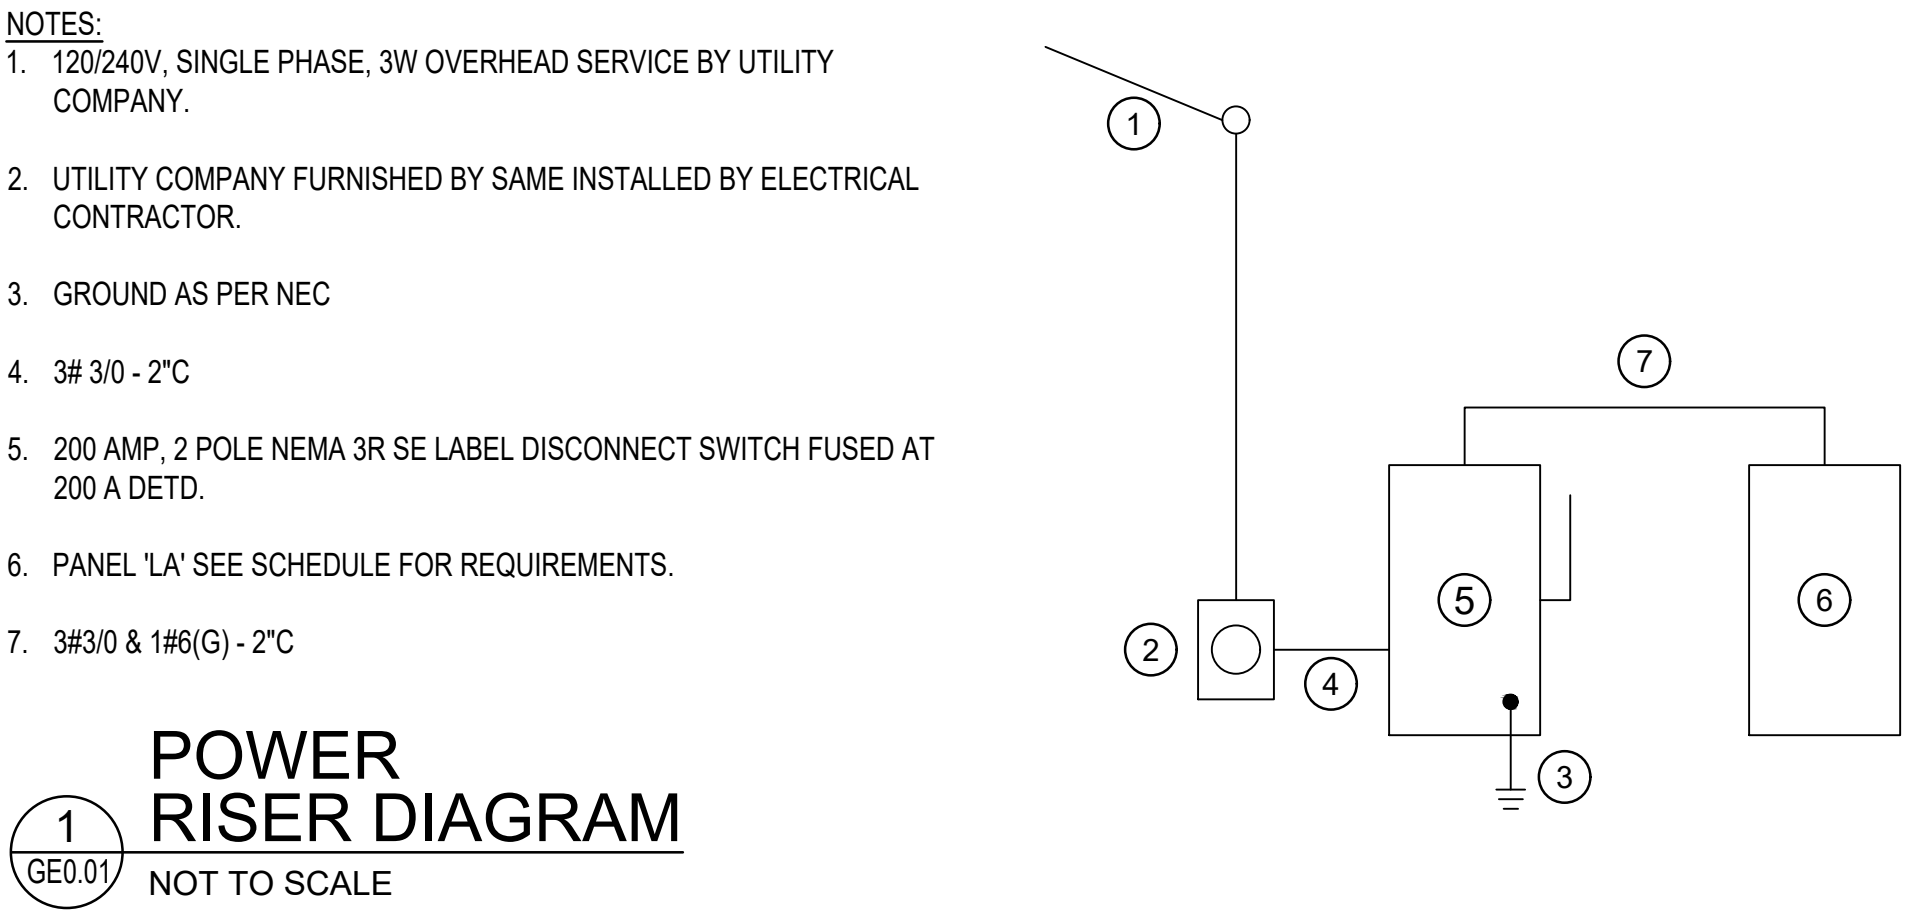 NOTES:
1. 120/240V, SINGLE PHASE, 3W OVERHEAD SERVICE BY UTILITY
COMPANY.
2. UTILITY COMPANY FURNISHED BY SAME INSTALLED BY ELECTRICAL
CONTRACTOR.
3. GROUND AS PER NEC
4. 3# 3/0 - 2"C
5. 200 AMP, 2 POLE NEMA 3R SE LABEL DISCONNECT SWITCH FUSED AT
200 A DETD.
6. PANEL 'LA' SEE SCHEDULE FOR REQUIREMENTS.
7. 3#3/0 & 1#6(G) - 2"C
POWER
RISER DIAGRAM
1
GE0.01
NOT TO SCALE
1
7
5
6
2
4
3